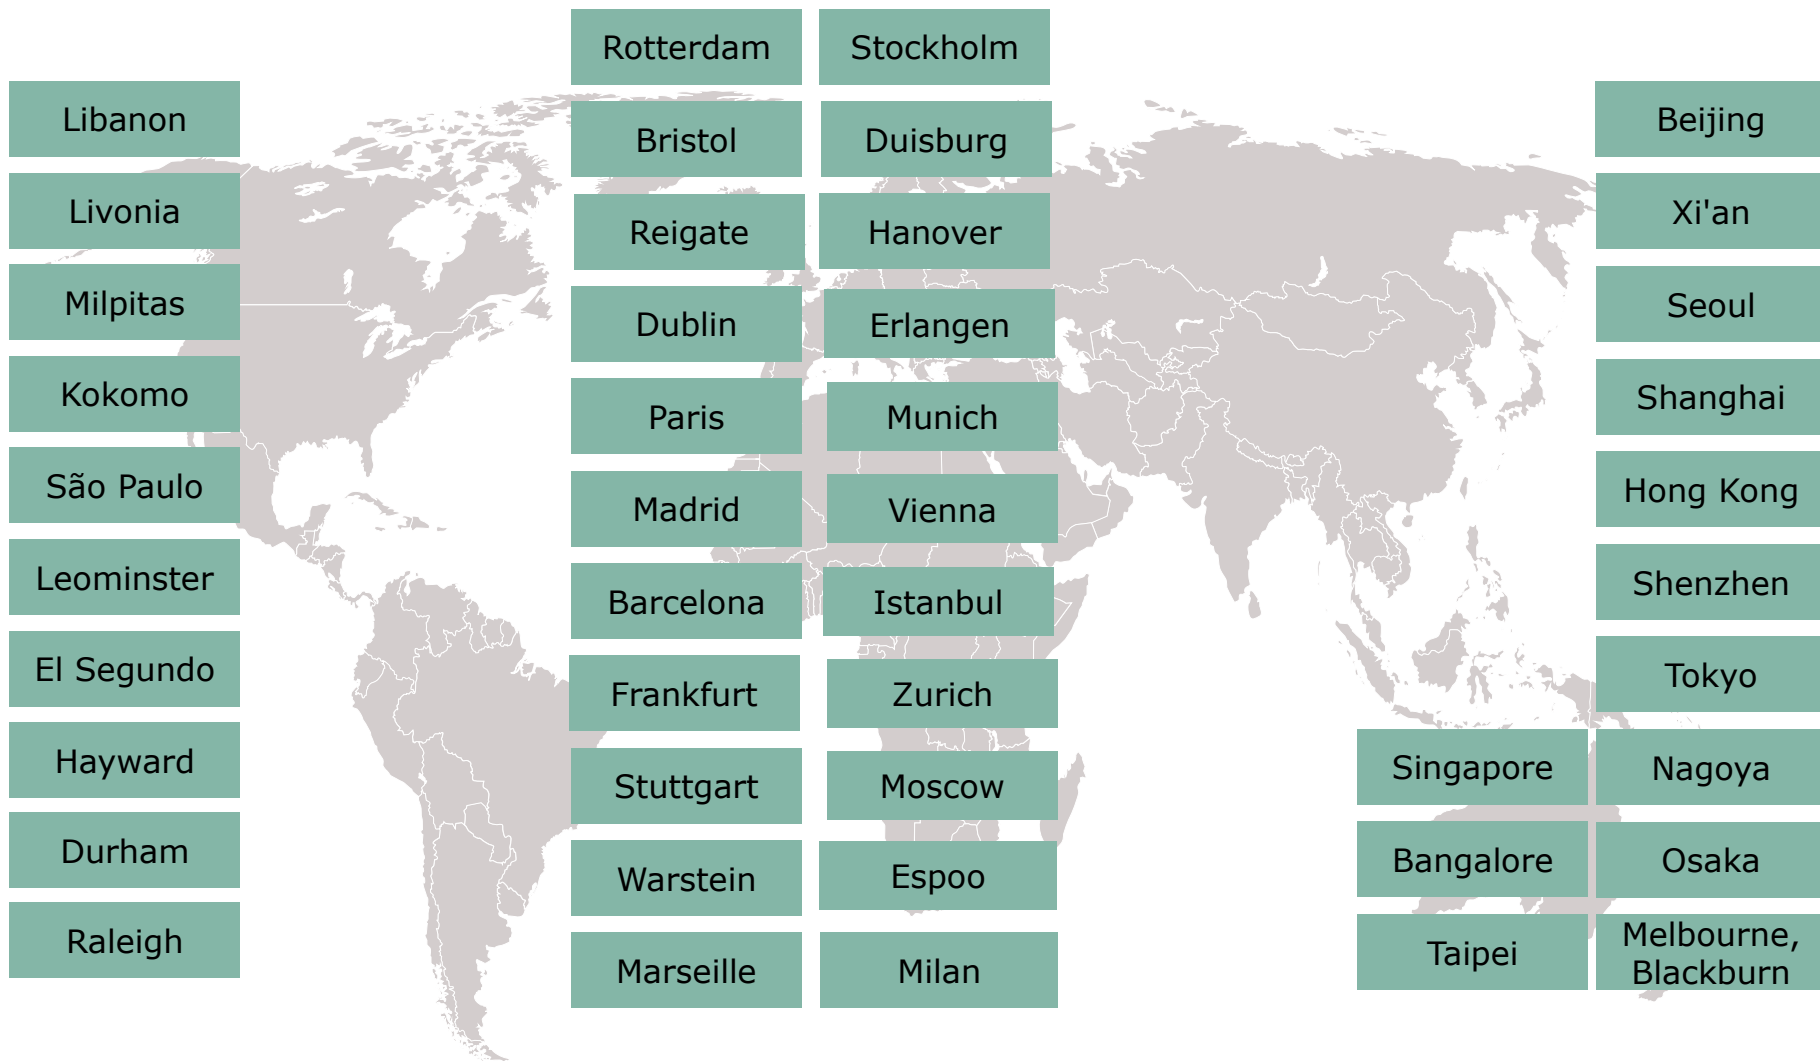 Libanon
Livonia
Milpitas
Kokomo
São Paulo
Leominster
El Segundo
Hayward
Durham
Raleigh
Rotterdam
Bristol
Reigate
Dublin
Paris
Madrid
Barcelona
Frankfurt
Stuttgart
Warstein
Marseille
Stockholm
Duisburg
Hanover
Erlangen
Munich
Vienna
Istanbul
Zurich
Moscow
Espoo
Milan
Singapore
Bangalore
Taipei
Beijing
Xi'an
Seoul
Shanghai
Hong Kong
Shenzhen
Tokyo
Nagoya
Osaka
Melbourne,
Blackburn